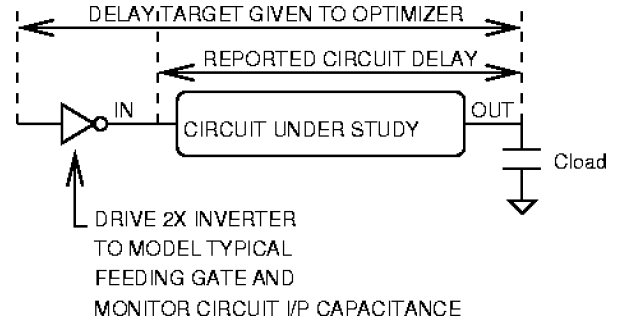 DELAY TARGET GIVEN TO OPTIMIZER
REPORTED CIRCUIT DELAY
IN
OUT
CIRCUIT UNDER STUDY
Cload
DRIVE 2X INVERTER
TO MODEL TYPICAL
FEEDING GATE AND
MONITOR CIRCUIT I/P CAPACITANCE